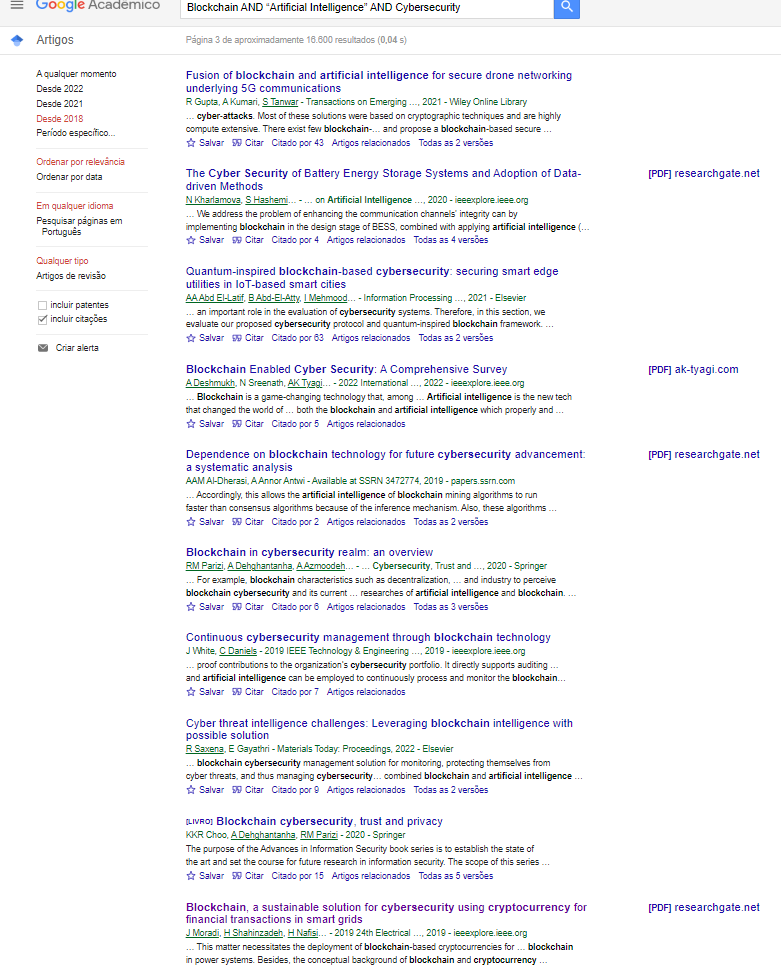 Google Acadêmico
Blockchain AND "Artificial Intelligence" AND Cybersecurity
Artigos
Página 3 de aproximadamente 16.600 resultados (0,04 s)
A qualquer momento
Desde 2022
Desde 2021
Desde 2018
Período específico...
Ordenar por relevância
Ordenar por data
Em qualquer idioma
Pesquisar páginas em
Português
Qualquer tipo
Artigos de revisão
incluir patentes
incluir citações
Criar alerta
Fusion of blockchain and artificial intelligence for secure drone networking
underlying 5G communications
R Gupta, A Kumari, S Tanwar - Transactions on Emerging ..., 2021 - Wiley Online Library
... cyber-attacks. Most of these solutions were based on cryptographic techniques and are highly
compute extensive. There exist few blockchain-... and propose a blockchain-based secure ...
Salvar Citar Citado por 43 Artigos relacionados Todas as 2 versões
The Cyber Security of Battery Energy Storage Systems and Adoption of Data-
driven Methods
[PDF] researchgate.net
N Kharlamova, S Hashemi... - ... on Artificial Intelligence ..., 2020 - ieeexplore.ieee.org
... We address the problem of enhancing the communication channels' integrity can by
implementing blockchain in the design stage of BESS, combined with applying artificial intelligence (...
Salvar Citar Citado por 4 Artigos relacionados Todas as 4 versões
Quantum-inspired blockchain-based cybersecurity: securing smart edge
utilities in IoT-based smart cities
AA Abd El-Latif, B Abd-El-Atty, I Mehmood... - Information Processing ..., 2021 - Elsevier
... an important role in the evaluation of cybersecurity systems. Therefore, in this section, we
evaluate our proposed cybersecurity protocol and quantum-inspired blockchain framework. ...
Salvar Citar Citado por 63 Artigos relacionados Todas as 2 versões
Blockchain Enabled Cyber Security: A Comprehensive Survey
[PDF] ak-tyagi.com
A Deshmukh, N Sreenath, AK Tyagi... - 2022 International ..., 2022 - ieeexplore.ieee.org
... Blockchain is a game-changing technology that, among ... Artificial intelligence is the new tech
that changed the world of ... both the blockchain and artificial intelligence which properly and ...
Salvar Citar Citado por 5 Artigos relacionados
Dependence on blockchain technology for future cybersecurity advancement:
a systematic analysis
[PDF] researchgate.net
AAM Al-Dherasi, A Annor Antwi - Available at SSRN 3472774, 2019 - papers.ssrn.com
... Accordingly, this allows the artificial intelligence of blockchain mining algorithms to run
faster than consensus algorithms because of the inference mechanism. Also, these algorithms ...
Salvar Citar Citado por 2 Artigos relacionados Todas as 2 versões
Blockchain in cybersecurity realm: an overview
RM Parizi, A Dehghantanha, A Azmoodeh... - ... Cybersecurity, Trust and ..., 2020 - Springer
... For example, blockchain characteristics such as decentralization, ... and industry to perceive
blockchain cybersecurity and its current ... researches of artificial intelligence and blockchain. ...
Salvar Citar Citado por 6 Artigos relacionados Todas as 3 versões
Continuous cybersecurity management through blockchain technology
J White, C Daniels - 2019 IEEE Technology & Engineering ..., 2019 - ieeexplore.ieee.org
... proof contributions to the organization's cybersecurity portfolio. It directly supports auditing ...
and artificial intelligence can be employed to continuously process and monitor the blockchain...
Salvar Citar Citado por 7 Artigos relacionados
Cyber threat intelligence challenges: Leveraging blockchain intelligence with
possible solution
R Saxena, E Gayathri - Materials Today: Proceedings, 2022 - Elsevier
... blockchain cybersecurity management solution for monitoring, protecting themselves from
cyber threats, and thus managing cybersecurity... combined blockchain and artificial intelligence ...
Salvar Citar Citado por 9 Artigos relacionados Todas as 2 versões
[LIVRO] Blockchain cybersecurity, trust and privacy
KKR Choo, A Dehghantanha, RM Parizi - 2020 - Springer
The purpose of the Advances in Information Security book series is to establish the state of
the art and set the course for future research in information security. The scope of this series ...
Salvar Citar Citado por 15 Artigos relacionados Todas as 5 versões
Blockchain, a sustainable solution for cybersecurity using cryptocurrency for
financial transactions in smart grids
[PDF] researchgate.net
J Moradi, H Shahinzadeh, H Nafisi... - 2019 24th Electrical ..., 2019 - ieeexplore.ieee.org
... This matter necessitates the deployment of blockchain-based cryptocurrencies for ... blockchain
in power systems. Besides, the conceptual background of blockchain and cryptocurrency ...